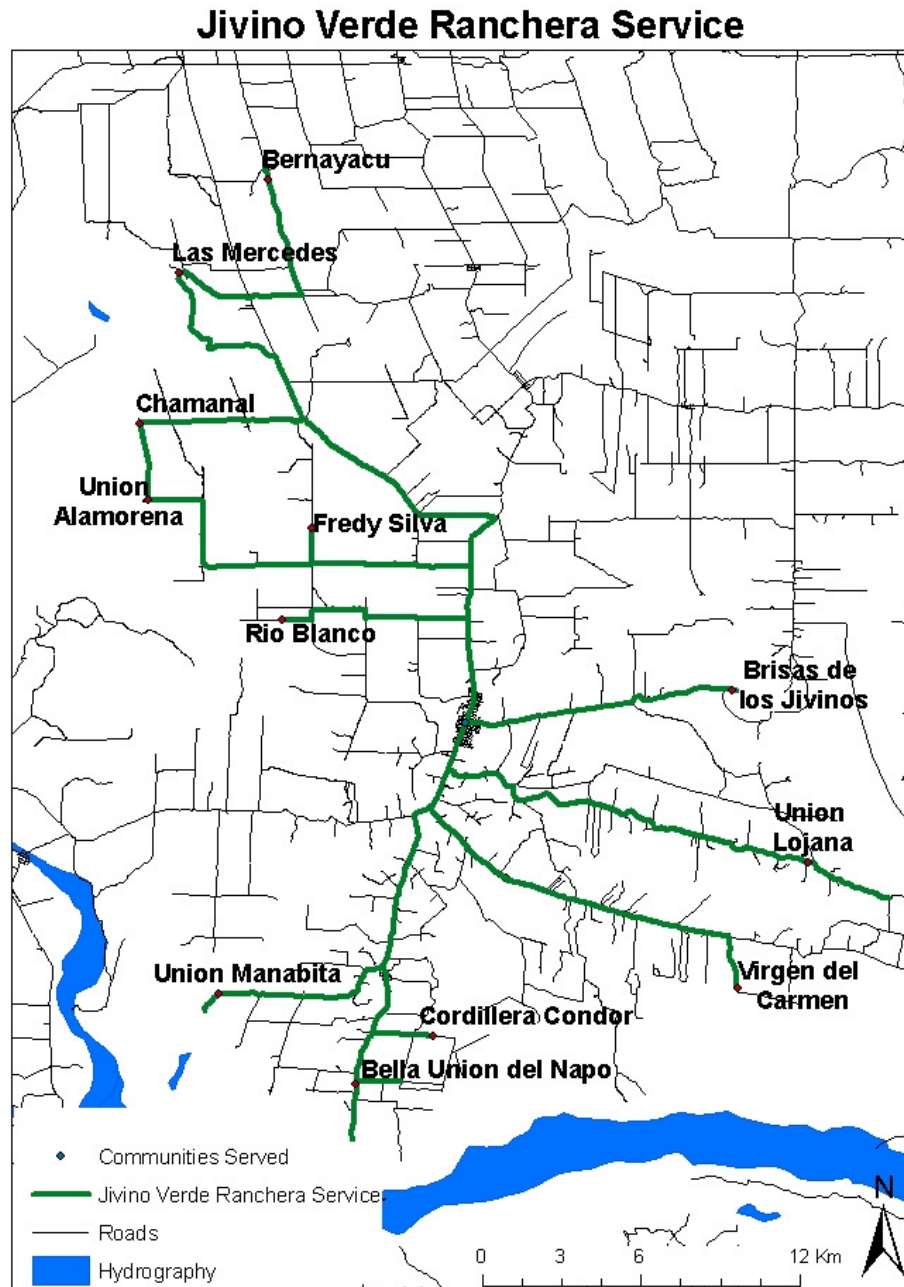 Jivino Verde Ranchera Service
Bernayacu
Las Mercedes
Chamanal
Union
Alamorena
Fredy Silva
Rio Blanco
Brisas de
los Jivinos
Union
Lojana
Union Manabita
Virgen del
Carmen
Cordillera Condor
Bella Union del Napo
Communities Served
Jivino Verde Ranchera Service
Roads
Hydrography
N
0 3 6 12 Km